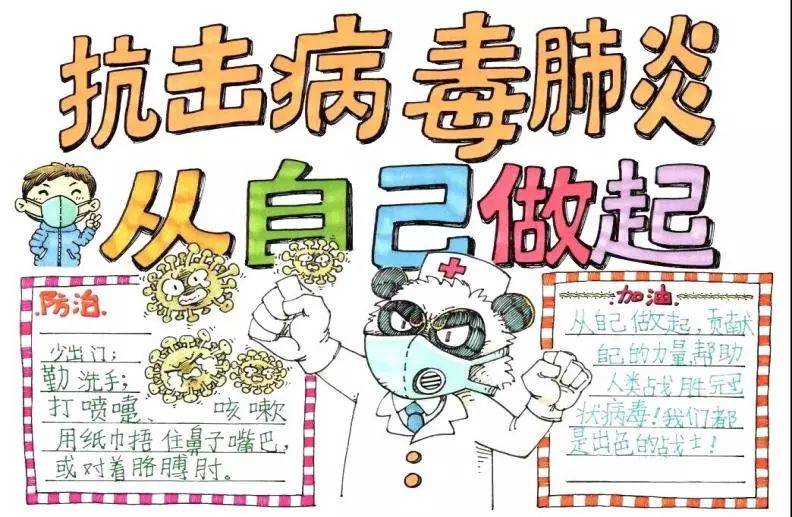 抗击病毒肺炎
从自己做起
防治.
少出门；
勤洗手；
打喷嚏、咳嗽
用纸巾捂住鼻子嘴巴,
或对着胳膊肘.
加油
从自己做起，贡献
自己的力量,帮助
人类战胜冠
状病毒！我们都
是出色的战士！